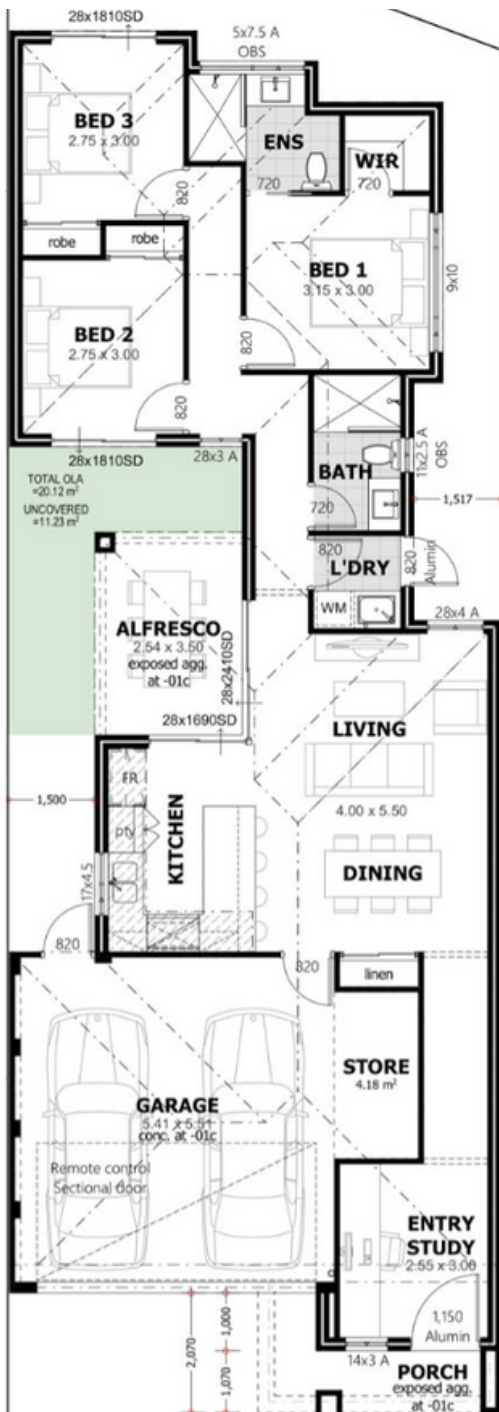 28x1810SD
5x7.5 A
OBS
BED 3
2.75 x 3.00
ENS
WIR
820
720
720
robe
robe
BED 1
3.15 x 3.00
9x10
BED 2
2.75 x 3.00
820
820
28x1810SD
28x3 A
BATH
720
11x2.5 A
OBS
TOTAL OLA
=20.12 m²
UNCOVERED
=11.23 m²
1,517
820
L'DRY
820
Alumin
WM
28x4 A
ALFRESCO
2.54 x 3.50
exposed agg.
at -01c
28x2410SD
28x1690SD
LIVING
1,500
FR
pty
KITCHEN
4.00 x 5.50
DINING
17x4.5
820
820
linen
STORE
4.18 m²
GARAGE
5.41 x 5.51
conc. at -01c
Remote control
Sectional door
ENTRY
STUDY
2.55 x 3.00
1,150
Alumin
2,070
1,000
1,070
14x3 A
PORCH
exposed agg.
at -01c